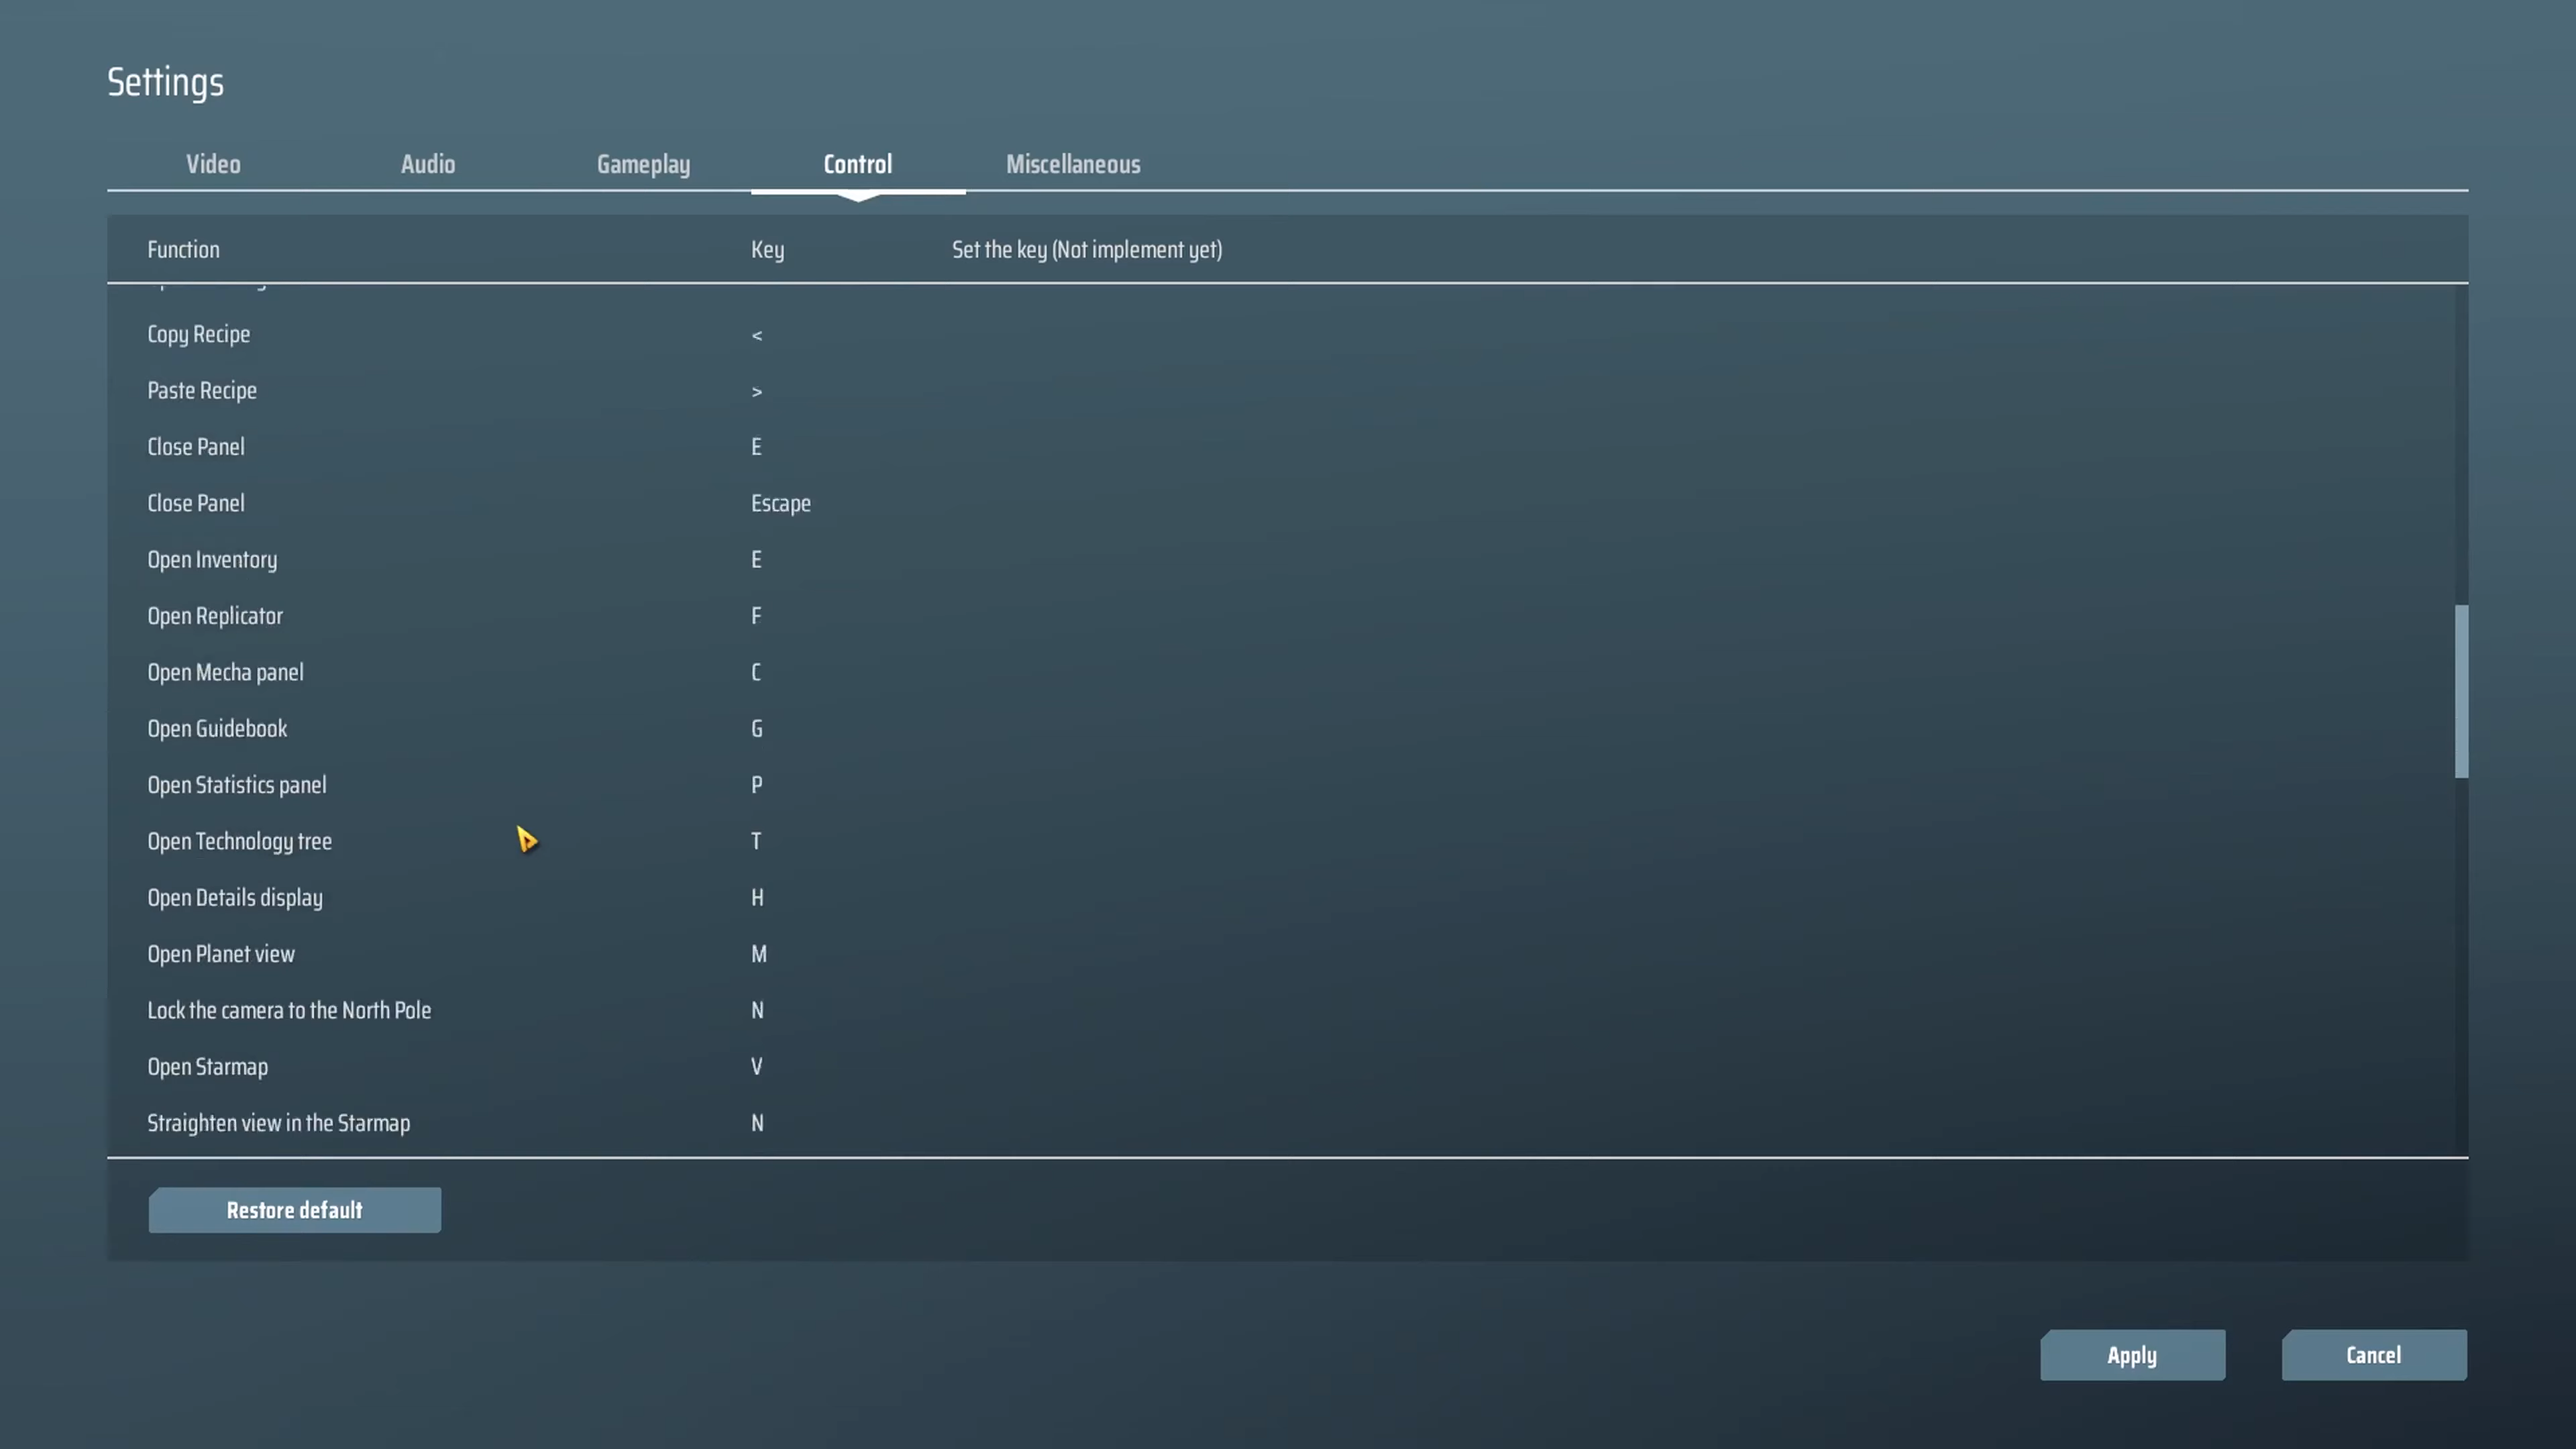 Settings
Video Audio Gameplay Control Miscellaneous
Function Key Set the key (Not implement yet)
Copy Recipe <
Paste Recipe >
Close Panel E
Close Panel Escape
Open Inventory E
Open Replicator F
Open Mecha panel C
Open Guidebook G
Open Statistics panel P
Open Technology tree T
Open Details display H
Open Planet view M
Lock the camera to the North Pole N
Open Starmap V
Straighten view in the Starmap N
Restore default
Apply Cancel